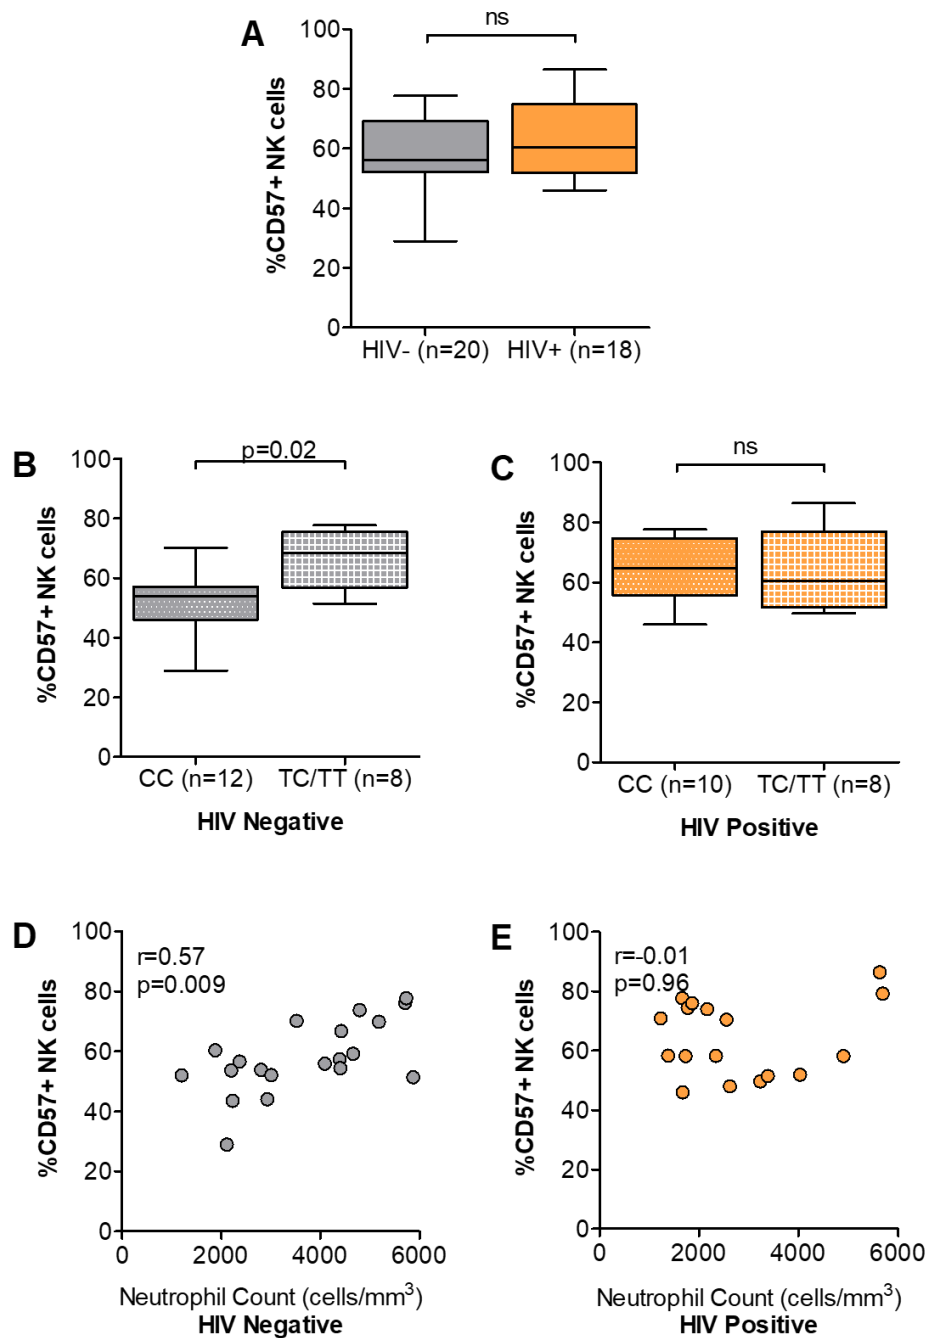 A
ns
%CD57+ NK cells
100
80
60
40
20
0
HIV- (n=20) HIV+ (n=18)
B
p=0.02
%CD57+ NK cells
100
80
60
40
20
0
CC (n=12) TC/TT (n=8)
HIV Negative
C
ns
%CD57+ NK cells
100
80
60
40
20
0
CC (n=10) TC/TT (n=8)
HIV Positive
D
r=0.57
p=0.009
%CD57+ NK cells
100
80
60
40
20
0
0 2000 4000 6000
Neutrophil Count (cells/mm³)
HIV Negative
E
r=-0.01
p=0.96
%CD57+ NK cells
100
80
60
40
20
0
0 2000 4000 6000
Neutrophil Count (cells/mm³)
HIV Positive